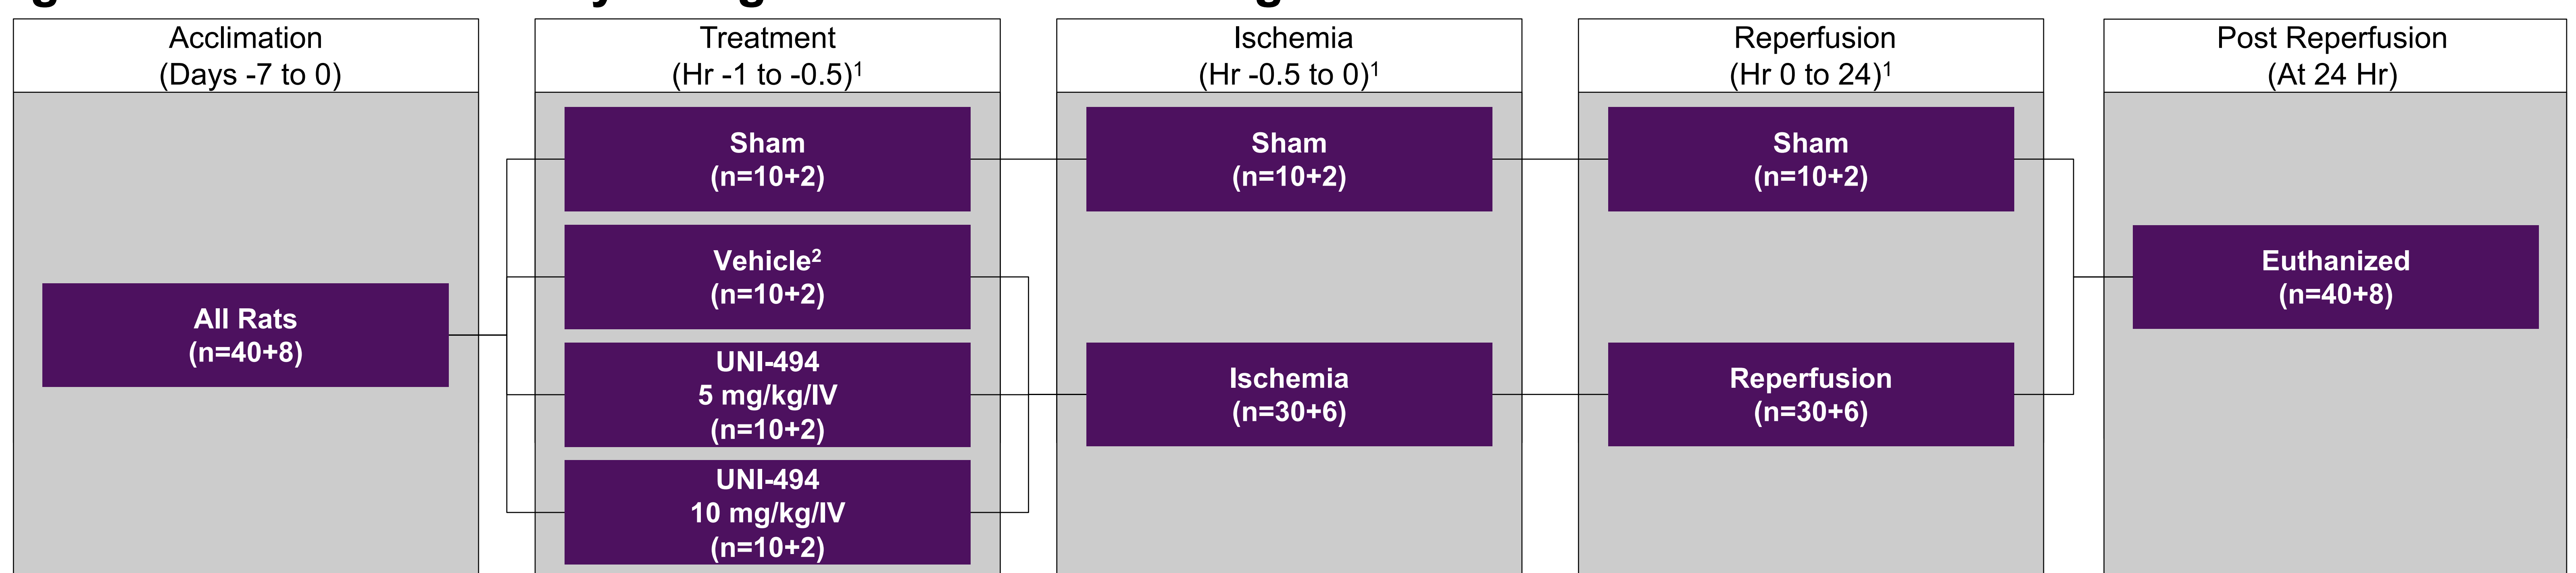 Acclimation
(Days -7 to 0)
All Rats
(n=40+8)
Treatment
(Hr -1 to -0.5)¹
Sham
(n=10+2)
Vehicle²
(n=10+2)
UNI-494
5 mg/kg/IV
(n=10+2)
UNI-494
10 mg/kg/IV
(n=10+2)
Ischemia
(Hr -0.5 to 0)¹
Sham
(n=10+2)
Ischemia
(n=30+6)
Reperfusion
(Hr 0 to 24)¹
Sham
(n=10+2)
Reperfusion
(n=30+6)
Post Reperfusion
(At 24 Hr)
Euthanized
(n=40+8)